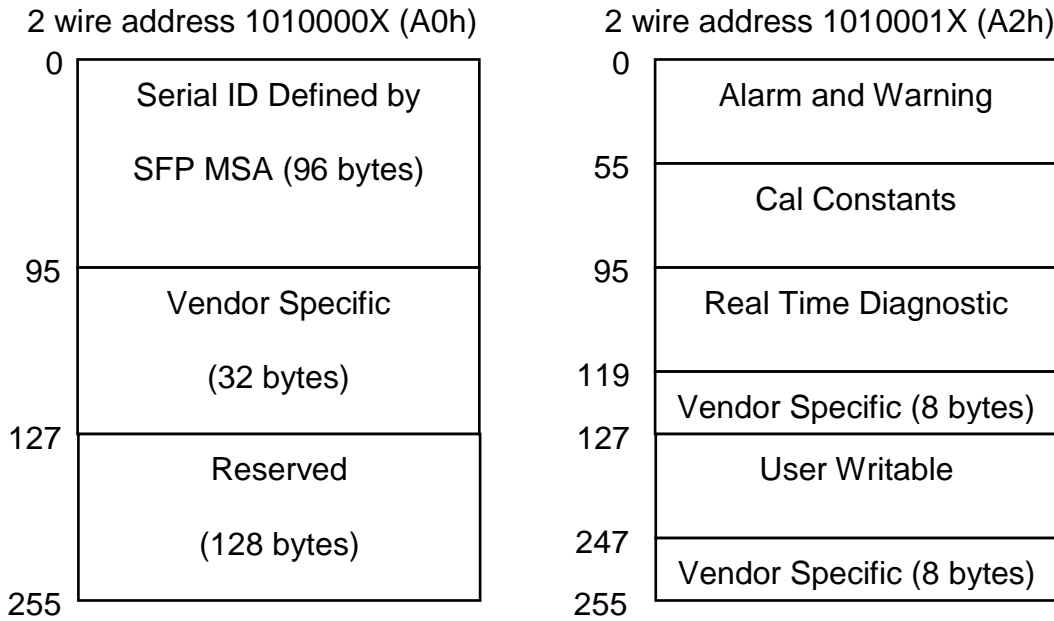 2 wire address 1010000X (A0h)
0
Serial ID Defined by
SFP MSA (96 bytes)
95
Vendor Specific
(32 bytes)
127
Reserved
(128 bytes)
255
2 wire address 1010001X (A2h)
0
Alarm and Warning
55
Cal Constants
95
Real Time Diagnostic
119
Vendor Specific (8 bytes)
127
User Writable
247
Vendor Specific (8 bytes)
255